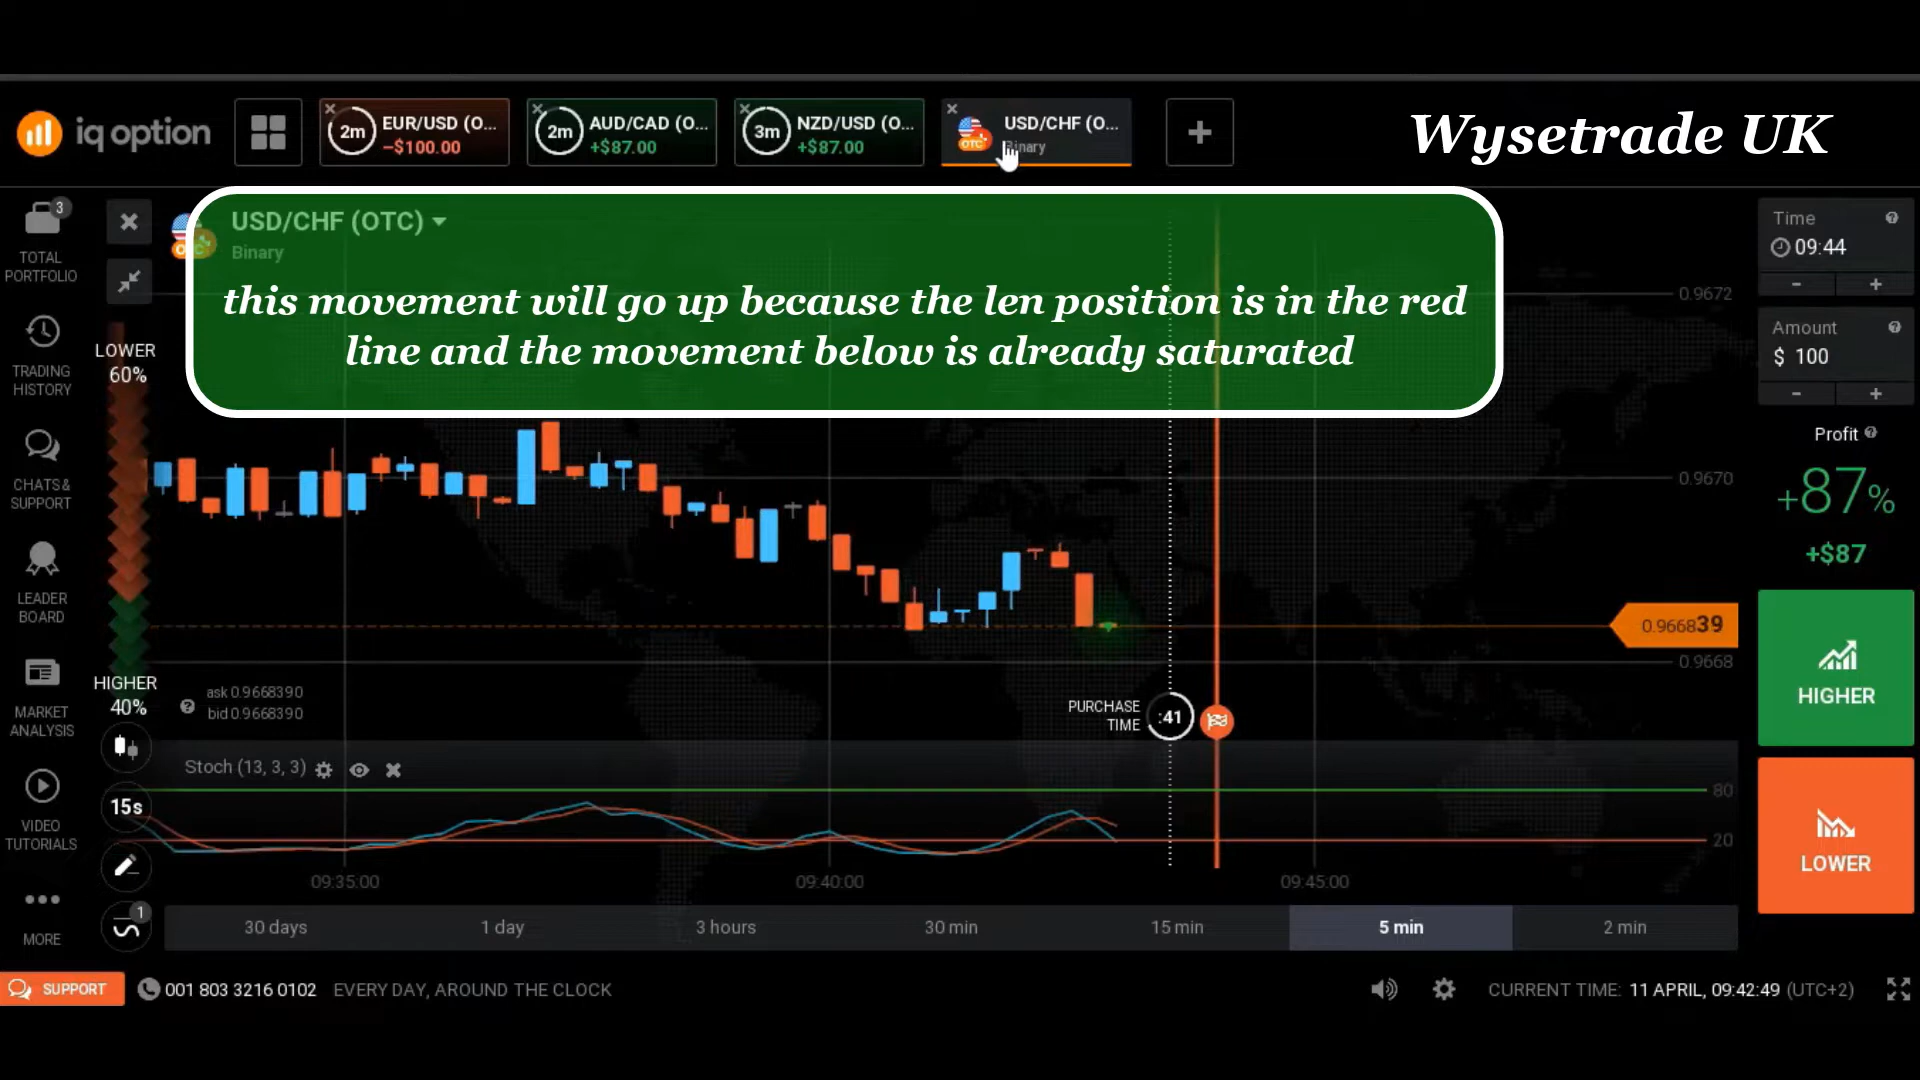 iq option
2m
EUR/USD (O...
−$100.00
2m
AUD/CAD (O...
+$87.00
3m
NZD/USD (O...
+$87.00
USD/CHF (O...
OTC
Binary
+
Wysetrade UK
3
TOTAL
PORTFOLIO
TRADING
HISTORY
CHATS &
SUPPORT
LEADER
BOARD
MARKET
ANALYSIS
VIDEO
TUTORIALS
MORE
LOWER
60%
HIGHER
40%
15s
1
USD/CHF (OTC)
Binary
this movement will go up because the len position is in the red
line and the movement below is already saturated
0.9672
0.9670
0.966839
0.9668
ask 0.9668390
bid 0.9668390
PURCHASE
TIME
:41
Stoch (13, 3, 3)
80
20
09:35:00
09:40:00
09:45:00
30 days
1 day
3 hours
30 min
15 min
5 min
2 min
Time
09:44
- +
Amount
$ 100
- +
Profit
+87%
+$87
HIGHER
LOWER
SUPPORT
001 803 3216 0102
EVERY DAY, AROUND THE CLOCK
CURRENT TIME: 11 APRIL, 09:42:49 (UTC+2)